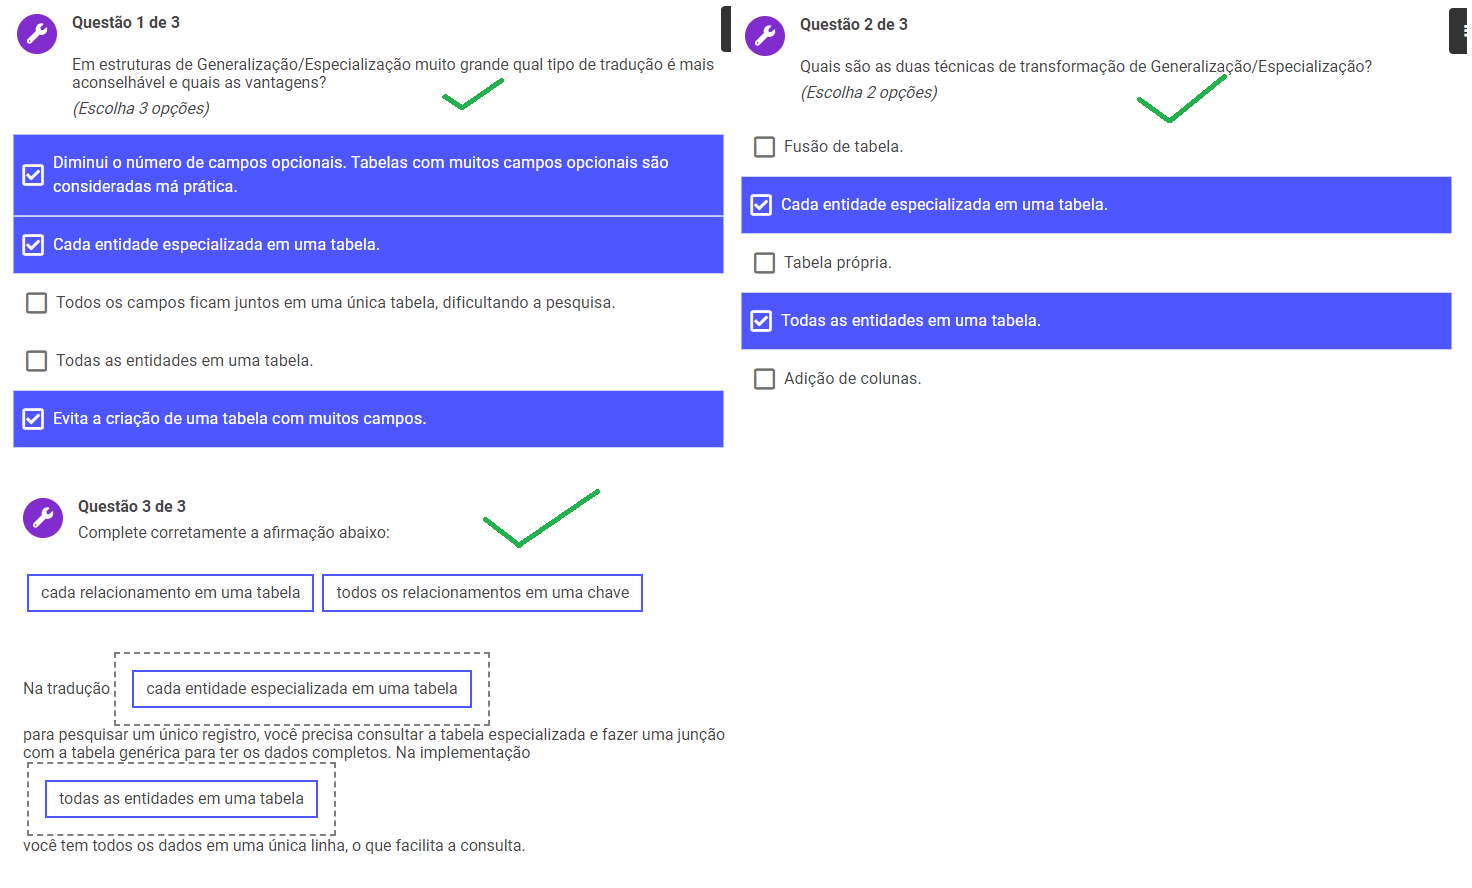 Questão 1 de 3
Em estruturas de Generalização/Especialização muito grande qual tipo de tradução é mais
aconselhável e quais as vantagens?
(Escolha 3 opções)
Diminui o número de campos opcionais. Tabelas com muitos campos opcionais são
consideradas má prática.
Cada entidade especializada em uma tabela.
Todos os campos ficam juntos em uma única tabela, dificultando a pesquisa.
Todas as entidades em uma tabela.
Evita a criação de uma tabela com muitos campos.
Questão 2 de 3
Quais são as duas técnicas de transformação de Generalização/Especialização?
(Escolha 2 opções)
Fusão de tabela.
Cada entidade especializada em uma tabela.
Tabela própria.
Todas as entidades em uma tabela.
Adição de colunas.
Questão 3 de 3
Complete corretamente a afirmação abaixo:
cada relacionamento em uma tabela
todos os relacionamentos em uma chave
Na tradução cada entidade especializada em uma tabela
para pesquisar um único registro, você precisa consultar a tabela especializada e fazer uma junção
com a tabela genérica para ter os dados completos. Na implementação
todas as entidades em uma tabela
você tem todos os dados em uma única linha, o que facilita a consulta.